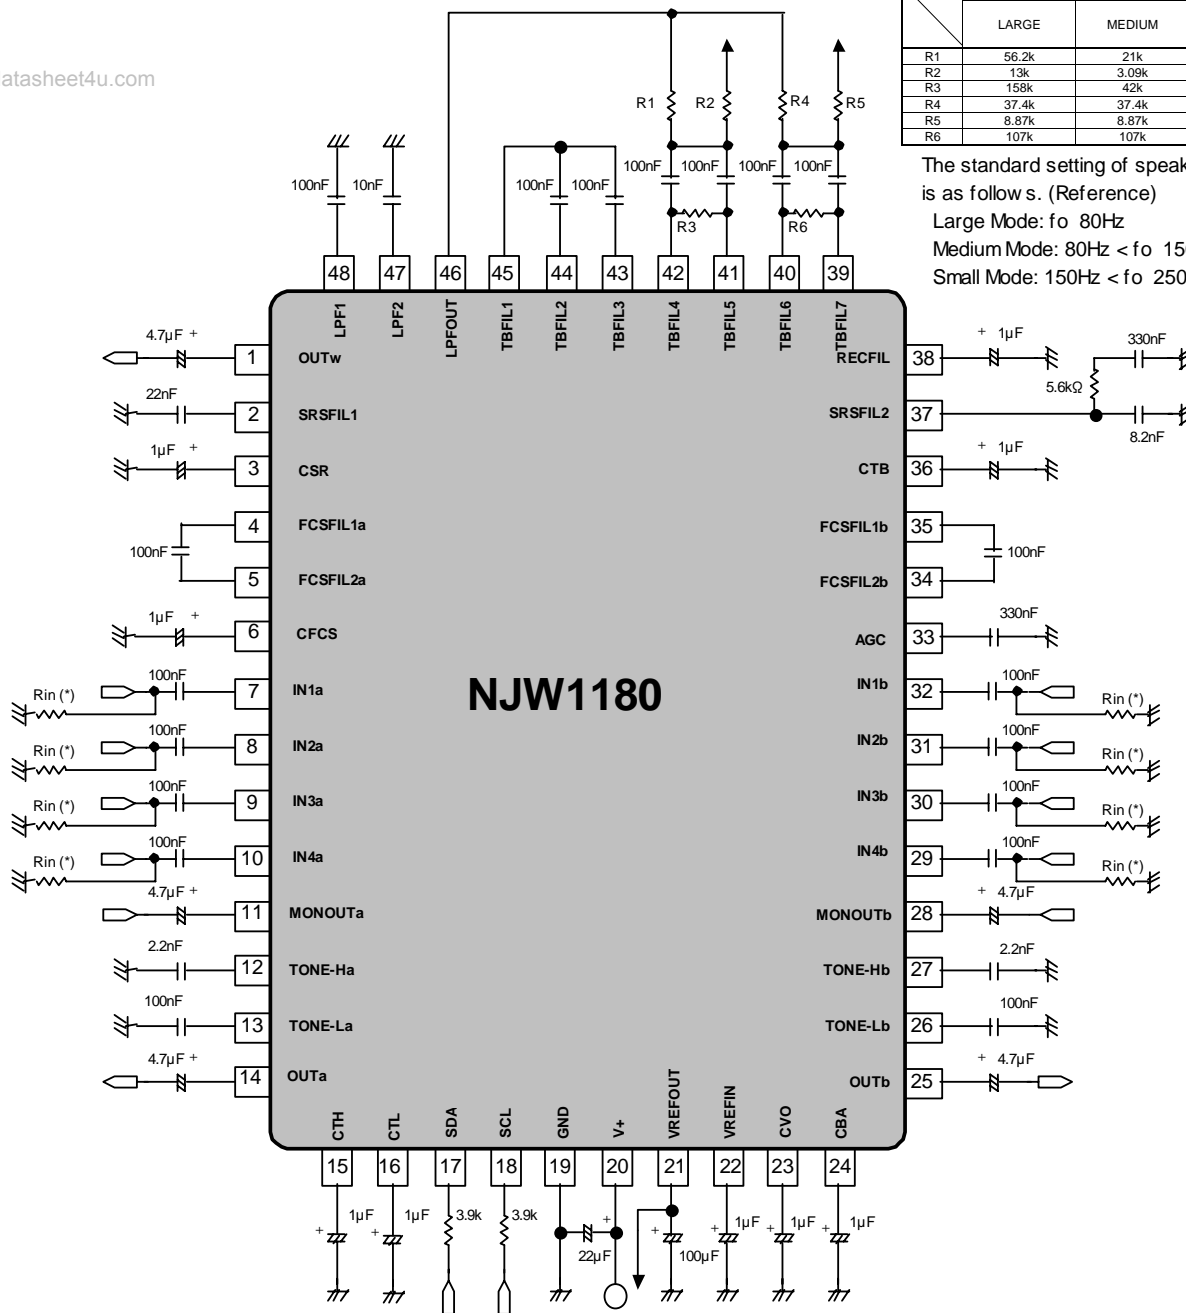 atasheet4u.com
LARGE MEDIUM
R1 56.2k 21k
R2 13k 3.09k
R3 158k 42k
R4 37.4k 37.4k
R5 8.87k 8.87k
R6 107k 107k
The standard setting of speak
is as follows. (Reference)
Large Mode: fo 80Hz
Medium Mode: 80Hz < fo 15
Small Mode: 150Hz < fo 250
R1 R2 R4 R5
100nF 10nF 100nF 100nF 100nF 100nF 100nF 100nF
R3 R6
48 47 46 45 44 43 42 41 40 39
LPF1 LPF2 LPFOUT TBFIL1 TBFIL2 TBFIL3 TBFIL4 TBFIL5 TBFIL6 TBFIL7
4.7µF + 1 OUTw RECFIL 38 + 1µF 330nF
5.6kΩ
22nF 2 SRSFIL1 SRSFIL2 37 8.2nF
1µF + 3 CSR CTB 36 + 1µF
4 FCSFIL1a FCSFIL1b 35
100nF 100nF
5 FCSFIL2a FCSFIL2b 34
1µF + 6 CFCS AGC 33 330nF
Rin (*) 100nF 7 IN1a IN1b 32 100nF Rin (*)
NJW1180
Rin (*) 100nF 8 IN2a IN2b 31 100nF Rin (*)
Rin (*) 100nF 9 IN3a IN3b 30 100nF Rin (*)
Rin (*) 100nF 10 IN4a IN4b 29 100nF Rin (*)
4.7µF + 11 MONOUTa MONOUTb 28 + 4.7µF
2.2nF 12 TONE-Ha TONE-Hb 27 2.2nF
100nF 13 TONE-La TONE-Lb 26 100nF
4.7µF + 14 OUTa OUTb 25 + 4.7µF
CTH CTL SDA SCL GND V+ VREFOUT VREFIN CVO CBA
15 16 17 18 19 20 21 22 23 24
+ 1µF + 1µF 3.9k 3.9k + 22µF + 100µF + 1µF + 1µF + 1µF